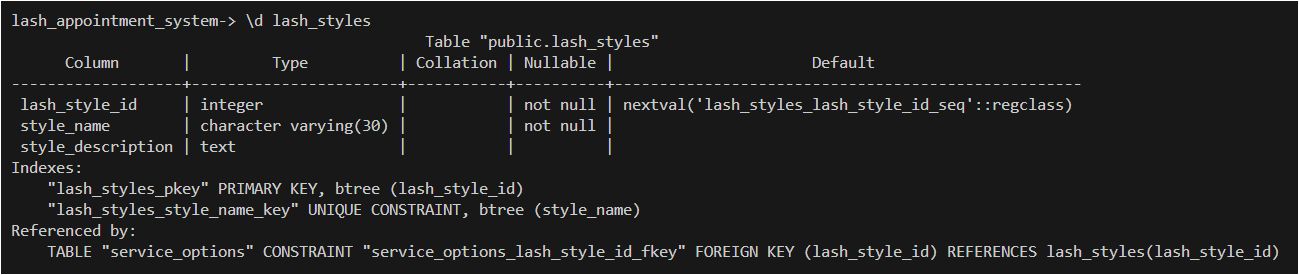 lash_appointment_system-> \d lash_styles
                                             Table "public.lash_styles"
      Column       |         Type          | Collation | Nullable |                      Default
-------------------+-----------------------+-----------+----------+---------------------------------------------------
 lash_style_id     | integer               |           | not null | nextval('lash_styles_lash_style_id_seq'::regclass)
 style_name        | character varying(30) |           | not null |
 style_description | text                  |           |          |
Indexes:
    "lash_styles_pkey" PRIMARY KEY, btree (lash_style_id)
    "lash_styles_style_name_key" UNIQUE CONSTRAINT, btree (style_name)
Referenced by:
    TABLE "service_options" CONSTRAINT "service_options_lash_style_id_fkey" FOREIGN KEY (lash_style_id) REFERENCES lash_styles(lash_style_id)